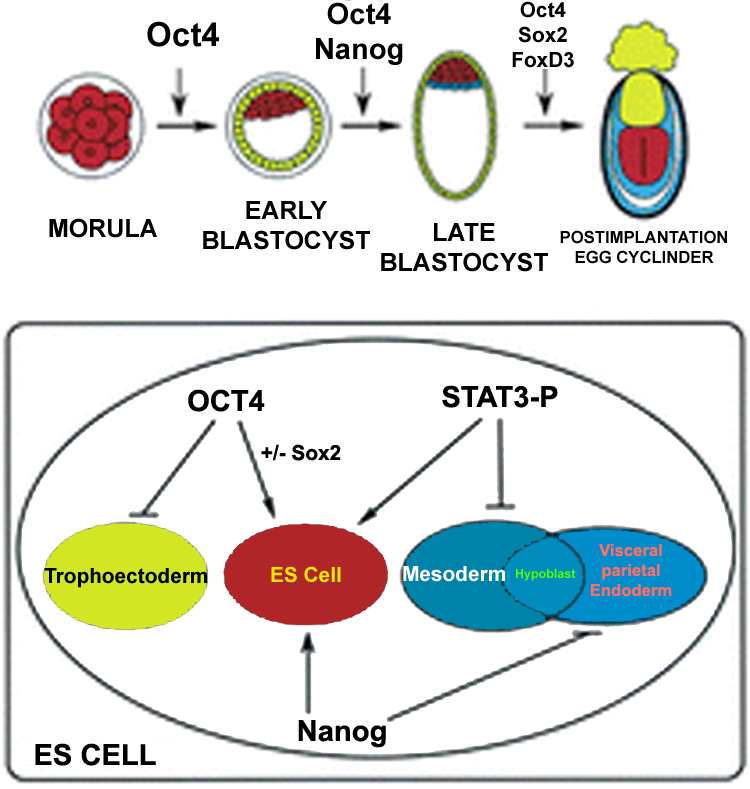 Oct4
Oct4
Nanog
Oct4
Sox2
FoxD3
MORULA
EARLY
BLASTOCYST
LATE
BLASTOCYST
POSTIMPLANTATION
EGG CYCLINDER
OCT4
STAT3-P
+/- Sox2
Trophoectoderm
ES Cell
Mesoderm
Hypoblast
Visceral
parietal
Endoderm
Nanog
ES CELL